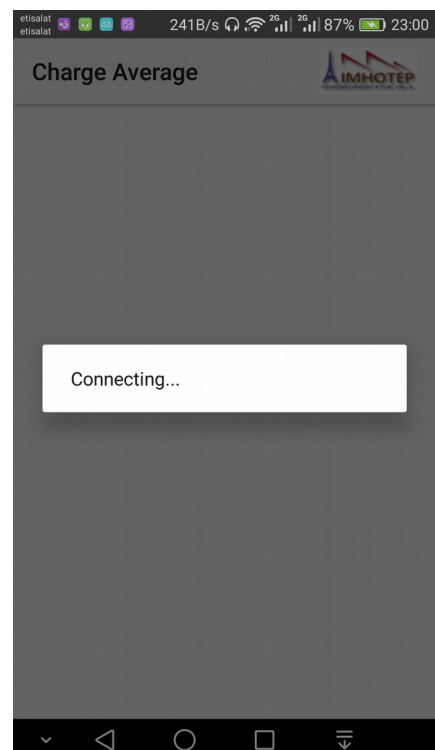 etisalat
etisalat
241B/s 2G 2G 87% 23:00
Charge Average
IMHOTEP
Connecting...